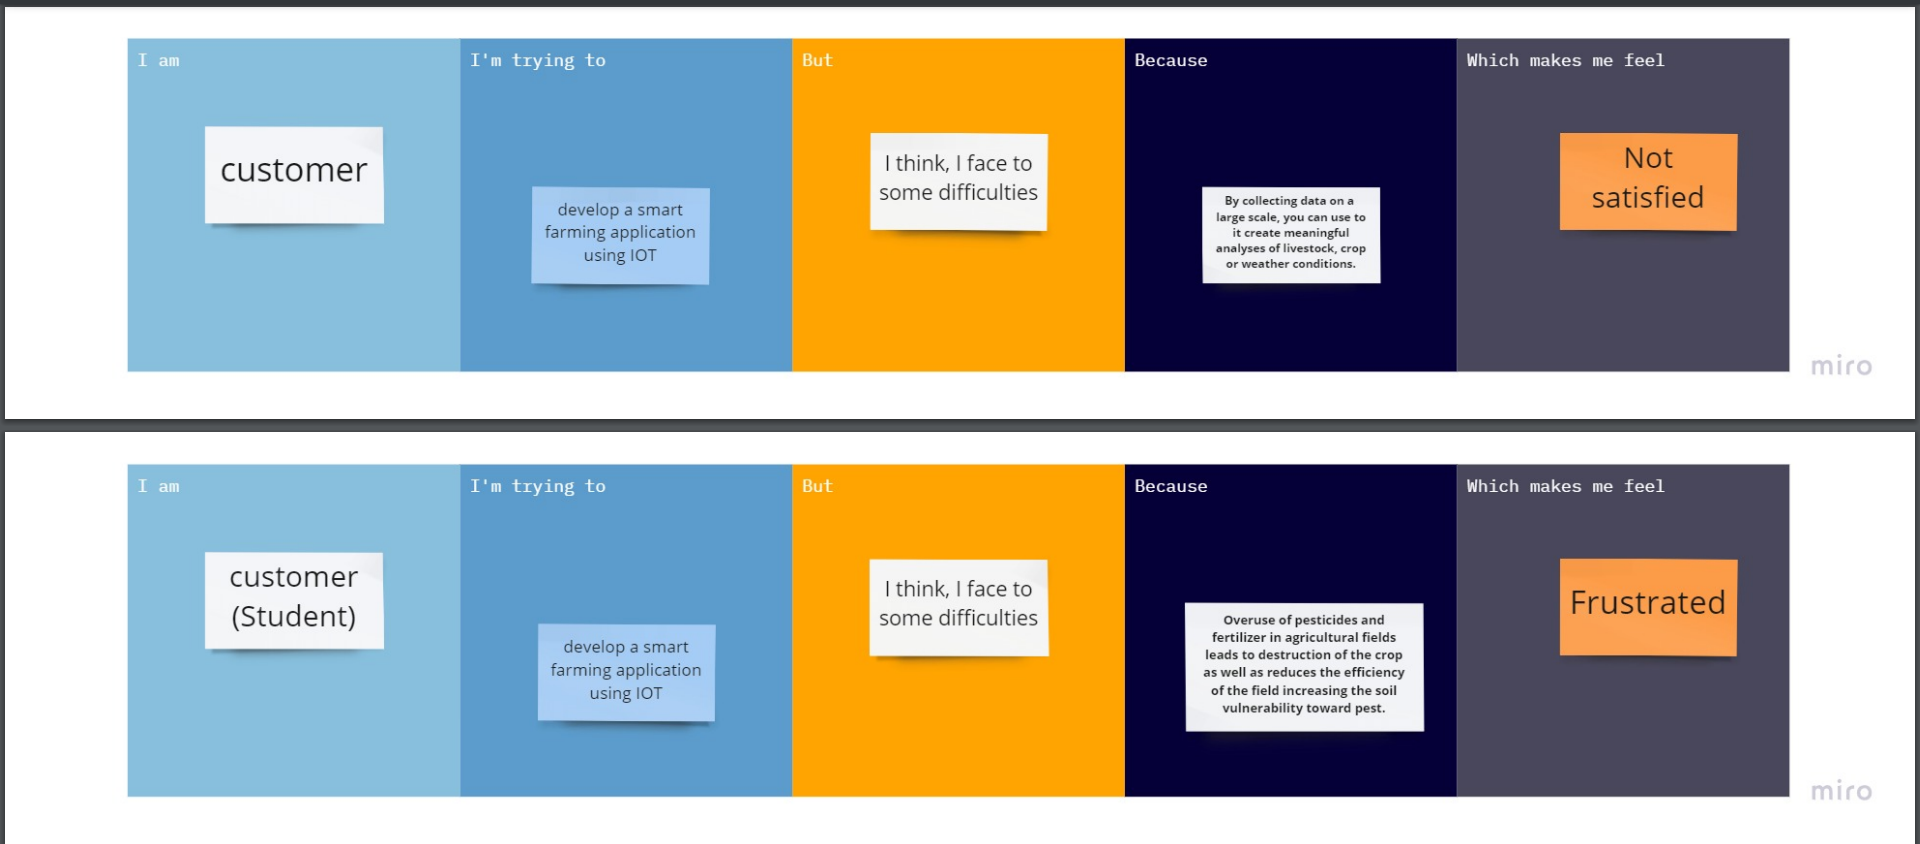 I am
I'm trying to
But
Because
Which makes me feel
customer
develop a smart
farming application
using IOT
I think, I face to
some difficulties
By collecting data on a
large scale, you can use to
it create meaningful
analyses of livestock, crop
or weather conditions.
Not
satisfied
miro
I am
I'm trying to
But
Because
Which makes me feel
customer
(Student)
develop a smart
farming application
using IOT
I think, I face to
some difficulties
Overuse of pesticides and
fertilizer in agricultural fields
leads to destruction of the crop
as well as reduces the efficiency
of the field increasing the soil
vulnerability toward pest.
Frustrated
miro